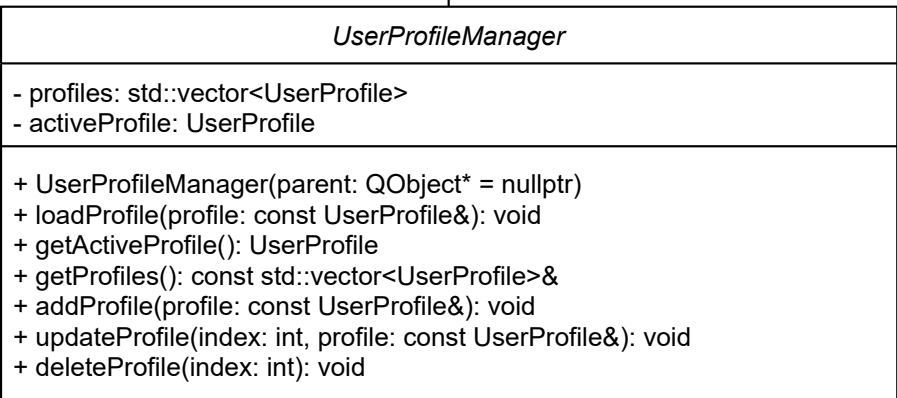 UserProfileManager
- profiles: std::vector<UserProfile>
- activeProfile: UserProfile
+ UserProfileManager(parent: QObject* = nullptr)
+ loadProfile(profile: const UserProfile&): void
+ getActiveProfile(): UserProfile
+ getProfiles(): const std::vector<UserProfile>&
+ addProfile(profile: const UserProfile&): void
+ updateProfile(index: int, profile: const UserProfile&): void
+ deleteProfile(index: int): void